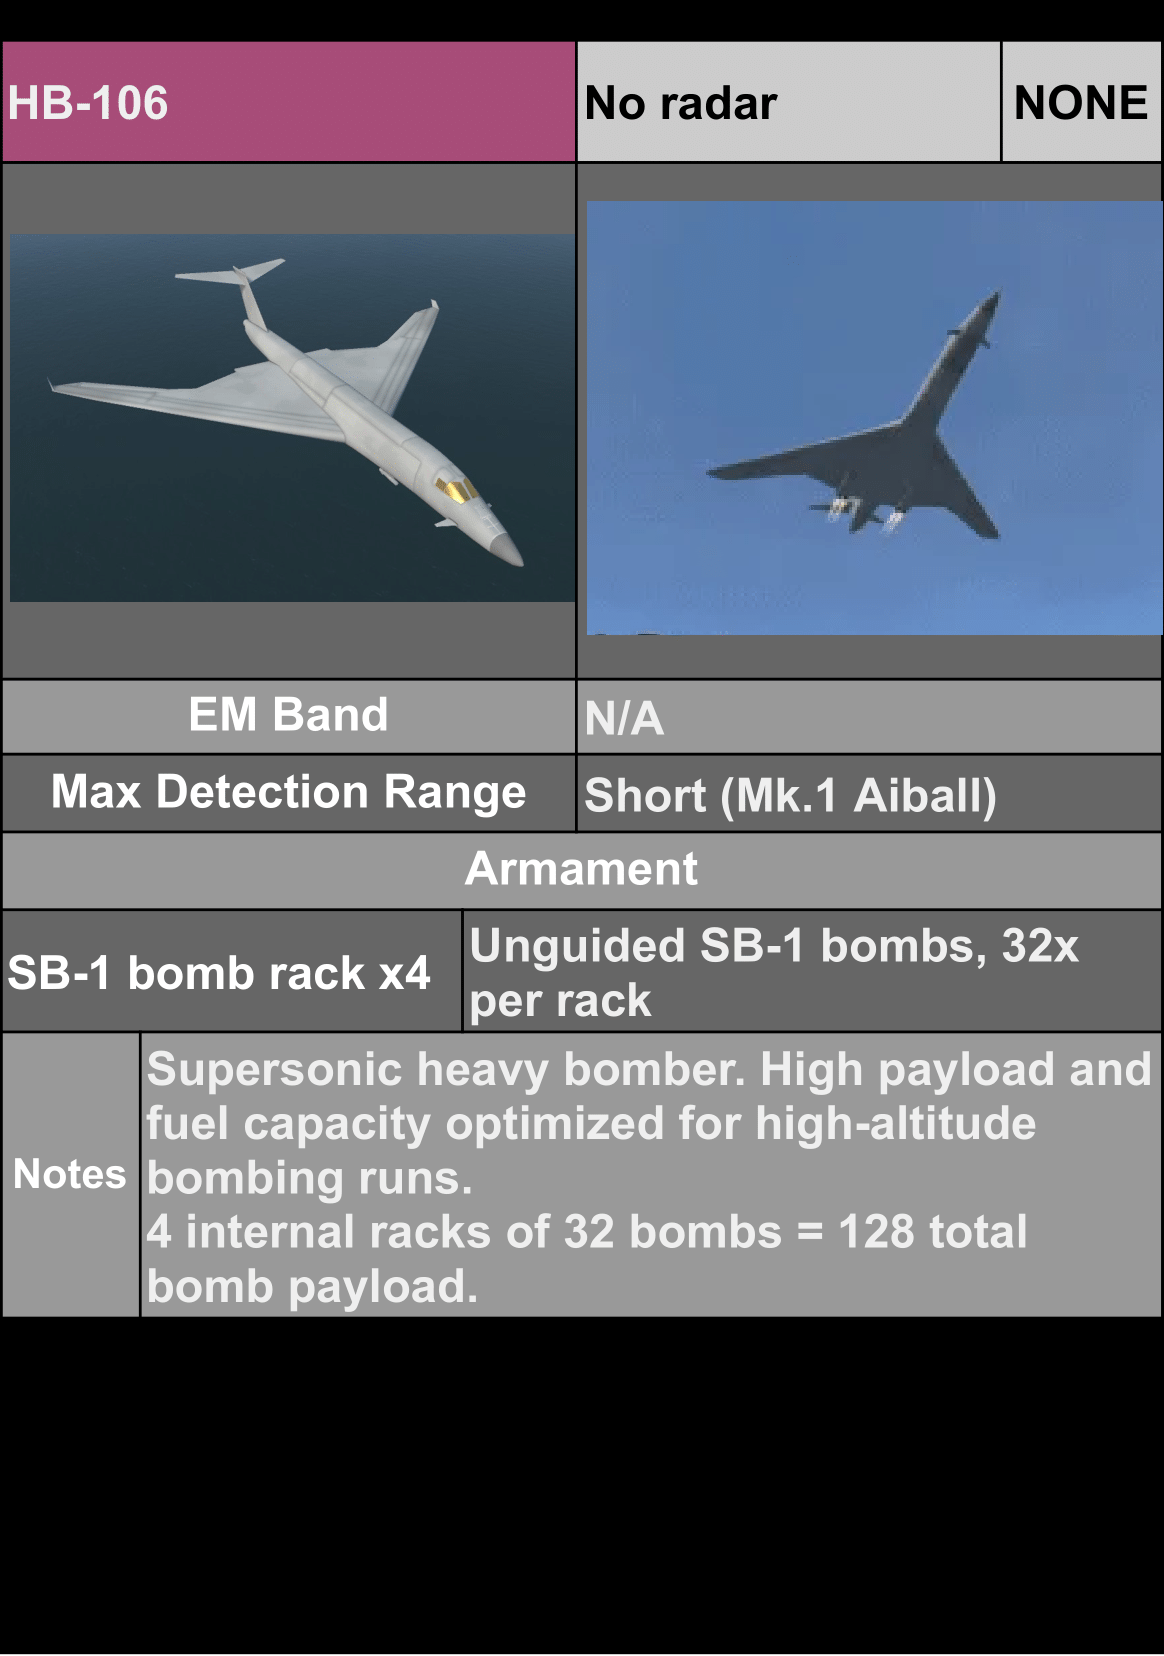 HB-106
No radar
NONE
EM Band
N/A
Max Detection Range
Short (Mk.1 Aiball)
Armament
SB-1 bomb rack x4
Unguided SB-1 bombs, 32x
per rack
Notes
Supersonic heavy bomber. High payload and
fuel capacity optimized for high-altitude
bombing runs.
4 internal racks of 32 bombs = 128 total
bomb payload.